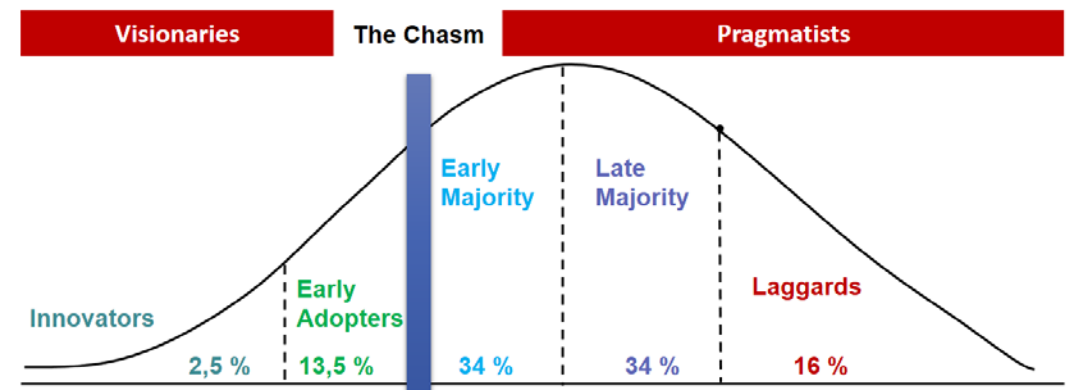 Visionaries
The Chasm
Pragmatists
Early
Majority
Late
Majority
Early
Adopters
Laggards
Innovators
2,5 %
13,5 %
34 %
34 %
16 %